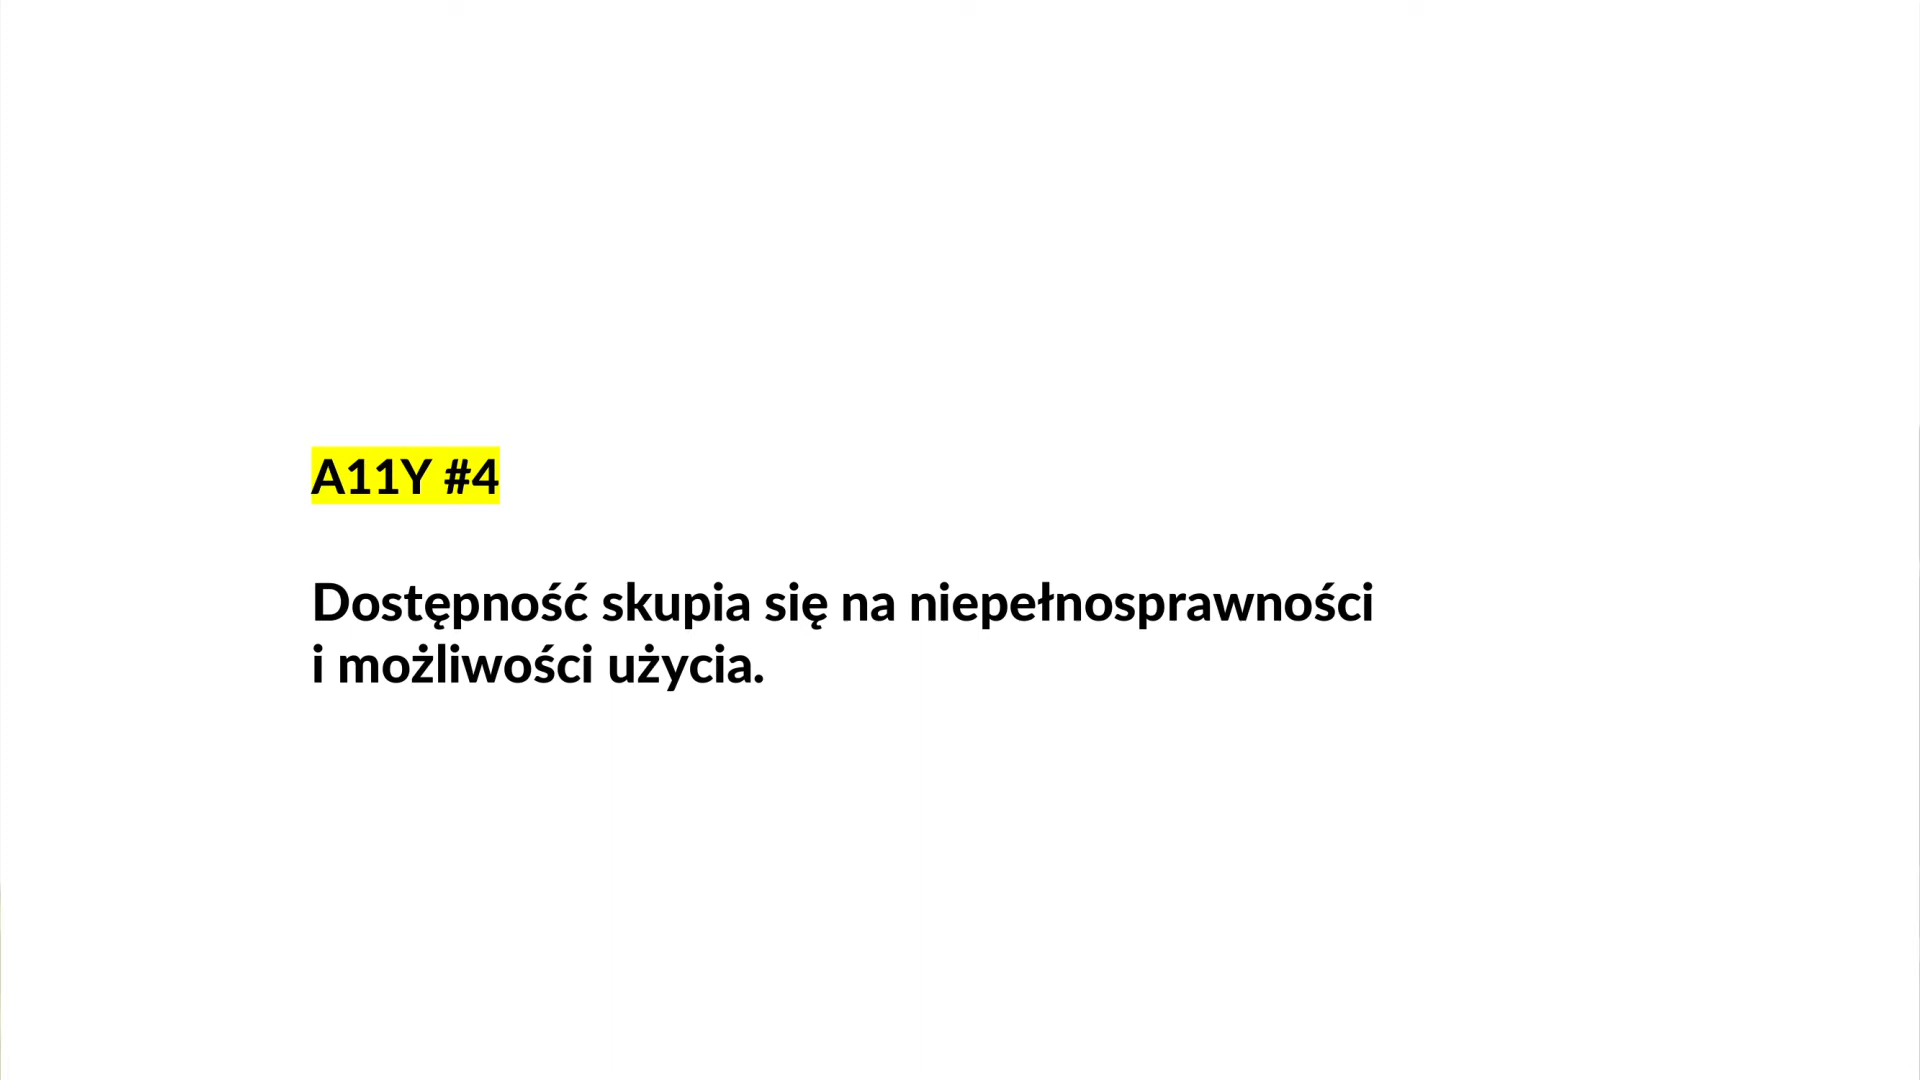 A11Y #4
Dostępność skupia się na niepełnosprawności
i możliwości użycia.